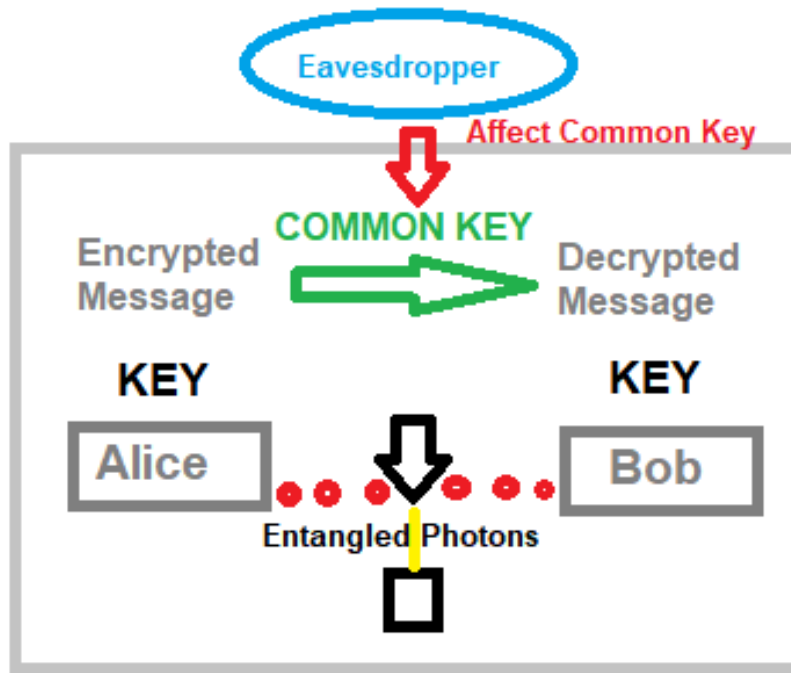 Eavesdropper
Affect Common Key
COMMON KEY
Encrypted
Message
Decrypted
Message
KEY
KEY
Alice
Bob
Entangled Photons